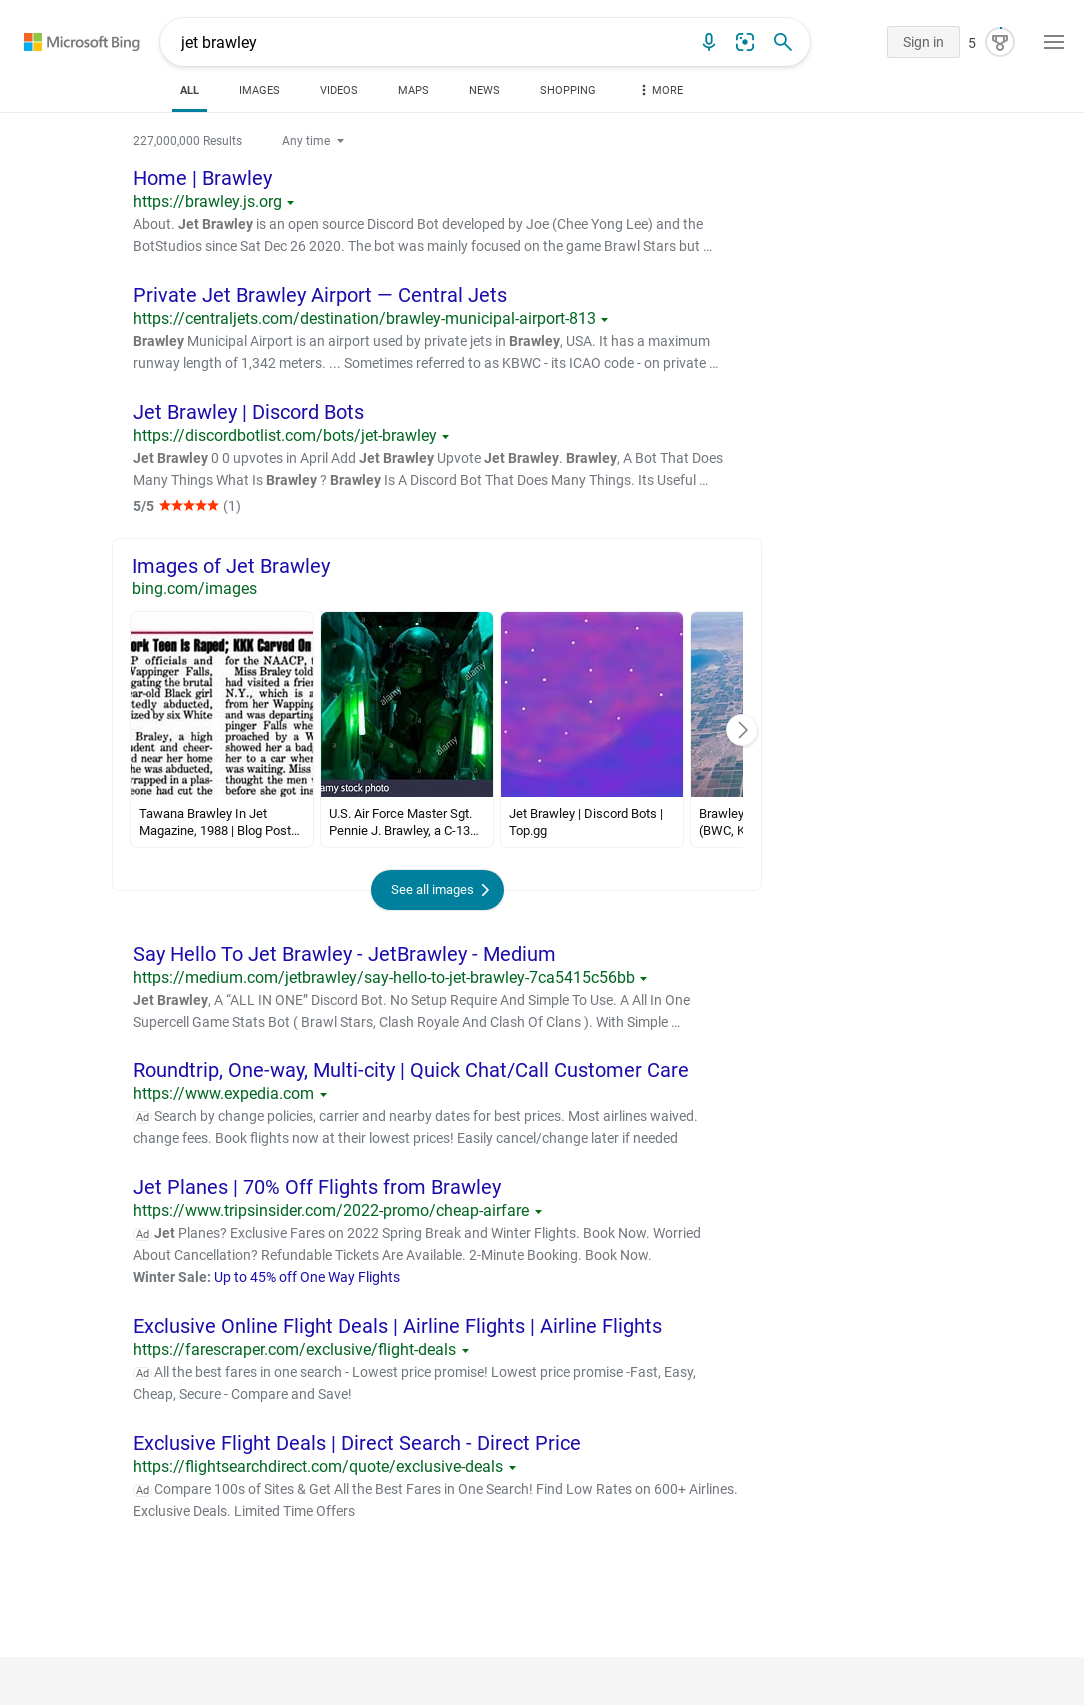 Microsoft Bing
jet brawley
Sign in
5
ALL
IMAGES
VIDEOS
MAPS
NEWS
SHOPPING
MORE
227,000,000 Results
Any time
Home | Brawley
https://brawley.js.org
About. Jet Brawley is an open source Discord Bot developed by Joe (Chee Yong Lee) and the
BotStudios since Sat Dec 26 2020. The bot was mainly focused on the game Brawl Stars but …
Private Jet Brawley Airport — Central Jets
https://centraljets.com/destination/brawley-municipal-airport-813
Brawley Municipal Airport is an airport used by private jets in Brawley, USA. It has a maximum
runway length of 1,342 meters. ... Sometimes referred to as KBWC - its ICAO code - on private …
Jet Brawley | Discord Bots
https://discordbotlist.com/bots/jet-brawley
Jet Brawley 0 0 upvotes in April Add Jet Brawley Upvote Jet Brawley. Brawley, A Bot That Does
Many Things What Is Brawley ? Brawley Is A Discord Bot That Does Many Things. Its Useful …
5/5 ★★★★★ (1)
Images of Jet Brawley
bing.com/images
ork Teen Is Raped; KKK Carved On
P officials and
Wappinger Falls,
gating the brutal
ear-old Black girl
tedly abducted,
ized by six White
Braley, a high
dent and cheer-
d near her home
he was abducted,
rapped in a plas-
eone had cut the
for the NAACP,
Miss Braley told
had visited a frie
N.Y., which is a
from her Wapping
and was departing
pinger Falls whe
proached by a W
showed her a bad
her to a car wher
was waiting. Miss
thought the men
before she got ins
alamy
alamy
alamy
a
a
a
a
a
a
amy stock photo
Tawana Brawley In Jet
Magazine, 1988 | Blog Post…
U.S. Air Force Master Sgt.
Pennie J. Brawley, a C-13…
Jet Brawley | Discord Bots |
Top.gg
Brawley
(BWC, K
See all images
Say Hello To Jet Brawley - JetBrawley - Medium
https://medium.com/jetbrawley/say-hello-to-jet-brawley-7ca5415c56bb
Jet Brawley, A “ALL IN ONE” Discord Bot. No Setup Require And Simple To Use. A All In One
Supercell Game Stats Bot ( Brawl Stars, Clash Royale And Clash Of Clans ). With Simple …
Roundtrip, One-way, Multi-city | Quick Chat/Call Customer Care
https://www.expedia.com
Ad Search by change policies, carrier and nearby dates for best prices. Most airlines waived.
change fees. Book flights now at their lowest prices! Easily cancel/change later if needed
Jet Planes | 70% Off Flights from Brawley
https://www.tripsinsider.com/2022-promo/cheap-airfare
Ad Jet Planes? Exclusive Fares on 2022 Spring Break and Winter Flights. Book Now. Worried
About Cancellation? Refundable Tickets Are Available. 2-Minute Booking. Book Now.
Winter Sale: Up to 45% off One Way Flights
Exclusive Online Flight Deals | Airline Flights | Airline Flights
https://farescraper.com/exclusive/flight-deals
Ad All the best fares in one search - Lowest price promise! Lowest price promise -Fast, Easy,
Cheap, Secure - Compare and Save!
Exclusive Flight Deals | Direct Search - Direct Price
https://flightsearchdirect.com/quote/exclusive-deals
Ad Compare 100s of Sites & Get All the Best Fares in One Search! Find Low Rates on 600+ Airlines.
Exclusive Deals. Limited Time Offers